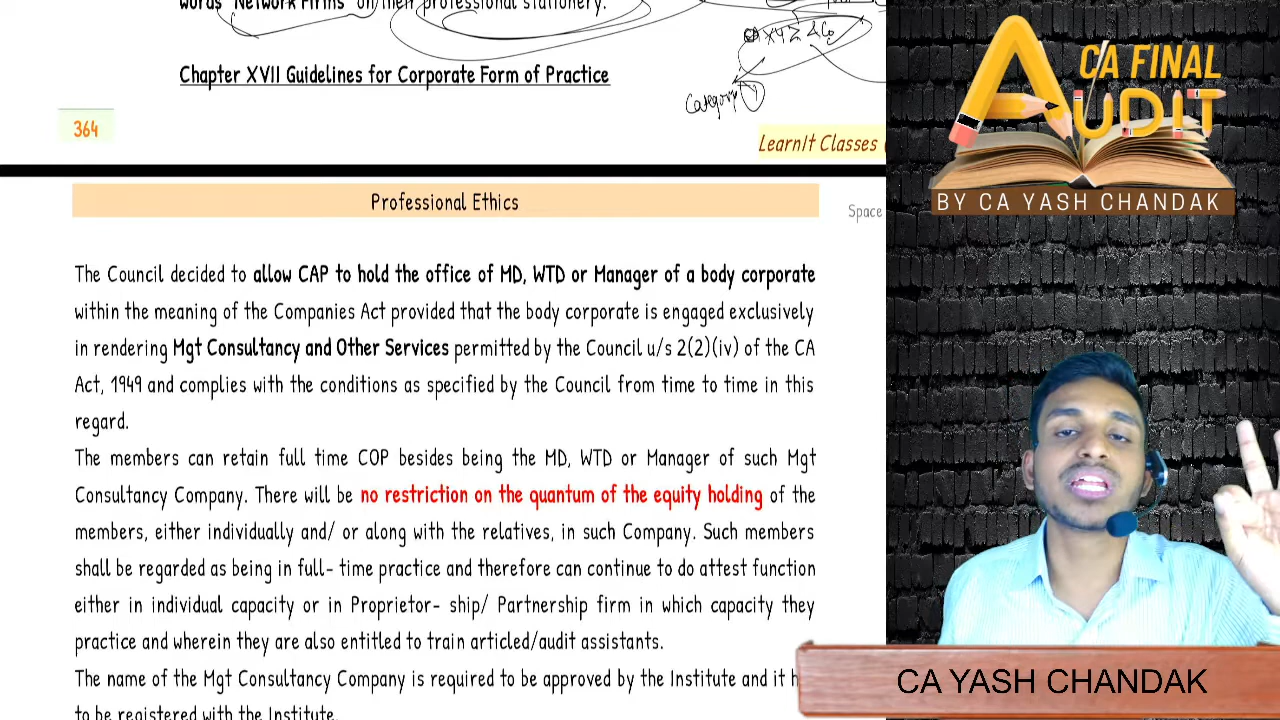 words "Network Firms" on their professional stationery.
XYZ & Co
Category
Chapter XVII Guidelines for Corporate Form of Practice
364
LearnIt Classes
Professional Ethics
Space
The Council decided to allow CAP to hold the office of MD, WTD or Manager of a body corporate
within the meaning of the Companies Act provided that the body corporate is engaged exclusively
in rendering Mgt Consultancy and Other Services permitted by the Council u/s 2(2)(iv) of the CA
Act, 1949 and complies with the conditions as specified by the Council from time to time in this
regard.
The members can retain full time COP besides being the MD, WTD or Manager of such Mgt
Consultancy Company. There will be no restriction on the quantum of the equity holding of the
members, either individually and/ or along with the relatives, in such Company. Such members
shall be regarded as being in full- time practice and therefore can continue to do attest function
either in individual capacity or in Proprietor- ship/ Partnership firm in which capacity they
practice and wherein they are also entitled to train articled/audit assistants.
The name of the Mgt Consultancy Company is required to be approved by the Institute and it
to be registered with the Institute.
CA FINAL
AUDIT
BY CA YASH CHANDAK
CA YASH CHANDAK